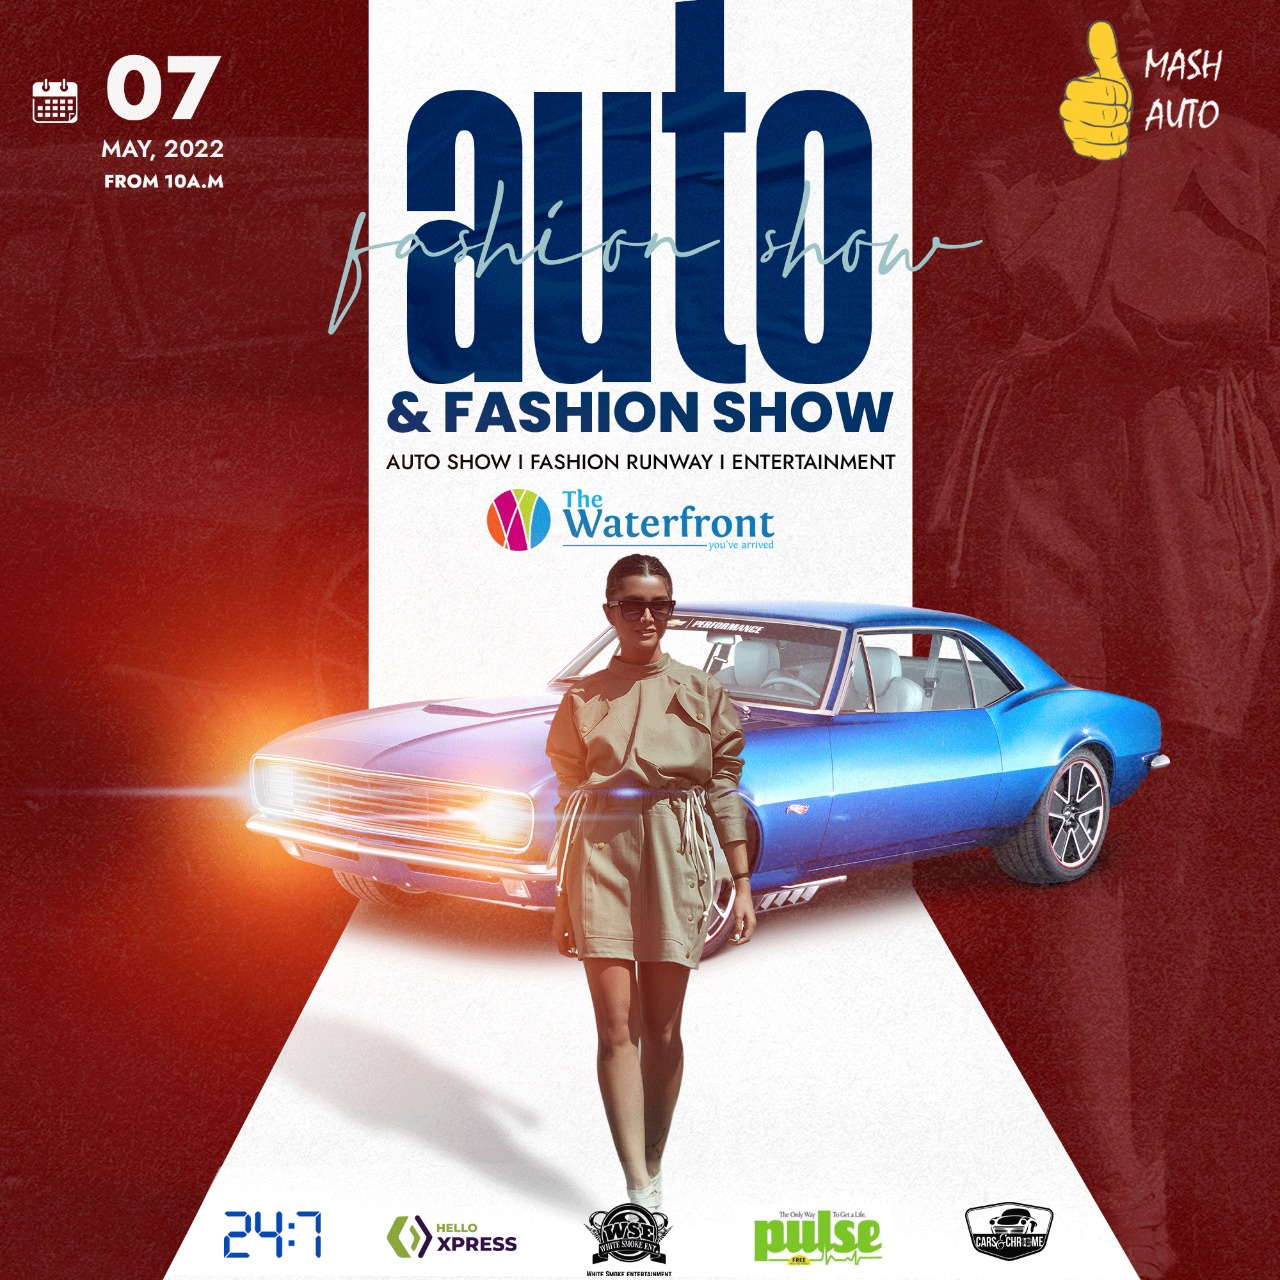 07
MAY, 2022
FROM 10A.M
MASH
AUTO
auto
fashion show
& FASHION SHOW
AUTO SHOW I FASHION RUNWAY I ENTERTAINMENT
The
Waterfront
you've arrived
PERFORMANCE
24:7
HELLO
XPRESS
WSE
WHITE SMOKE ENT.
WHITE SMOKE ENTERTAINMENT
The Only Way To Get a Life.
pulse
FREE
CARS & CHROME